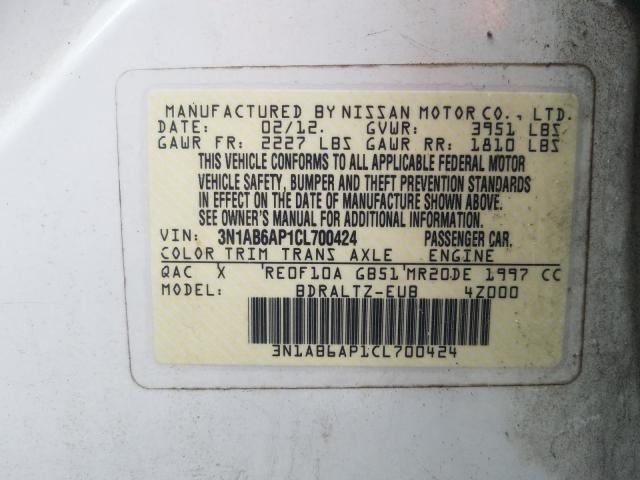 MANUFACTURED BY NISSAN MOTOR CO., LTD.
DATE: 02/12. GVWR: 3951 LBS
GAWR FR: 2227 LBS GAWR RR: 1810 LBS
THIS VEHICLE CONFORMS TO ALL APPLICABLE FEDERAL MOTOR
VEHICLE SAFETY, BUMPER AND THEFT PREVENTION STANDARDS
IN EFFECT ON THE DATE OF MANUFACTURE SHOWN ABOVE.
SEE OWNER'S MANUAL FOR ADDITIONAL INFORMATION.
VIN: 3N1AB6AP1CL700424 PASSENGER CAR.
COLOR TRIM TRANS AXLE ENGINE
QAC X 'RE0F10A GB51'MR20DE 1997 CC
MODEL: BDRALTZ-EUB 4Z000
3N1AB6AP1CL700424